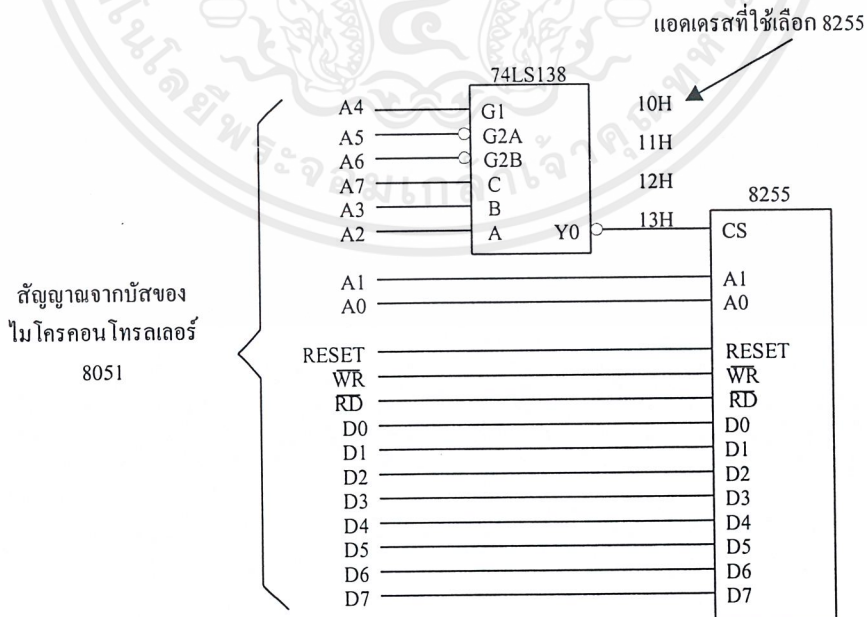 แอดเดรสที่ใช้เลือก 8255
74LS138
A4 G1 10H
A5 G2A 11H
A6 G2B
A7 C 12H
A3 B
A2 A Y0 13H
8255
CS
A1 A1
A0 A0
สัญญาณจากบัสของ
ไมโครคอนโทรลเลอร์
8051
RESET RESET
WR WR
RD RD
D0 D0
D1 D1
D2 D2
D3 D3
D4 D4
D5 D5
D6 D6
D7 D7